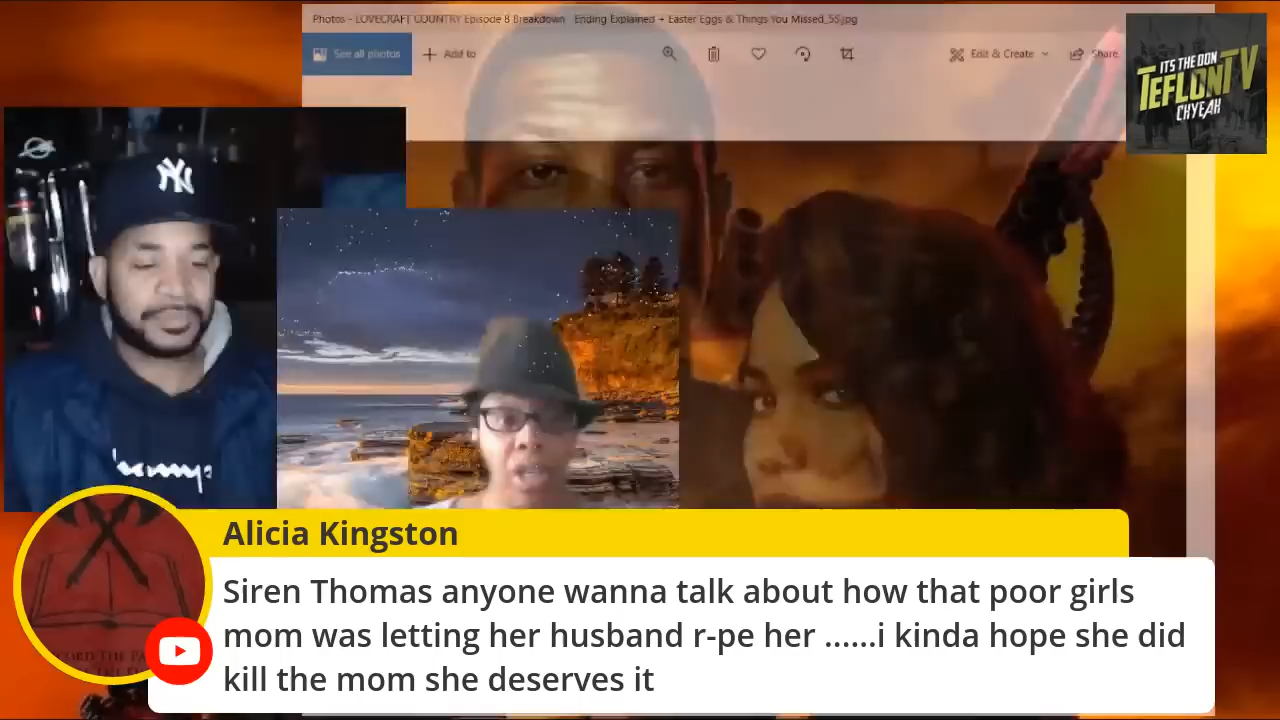 Photos - LOVECRAFT COUNTRY Episode 8 Breakdown Ending Explained + Easter Eggs & Things You Missed_55.jpg
See all photos
Add to
Edit & Create
Share
ITS THE DON
TEFLONTV
CHYEAH
NY
Alicia Kingston
Siren Thomas anyone wanna talk about how that poor girls
mom was letting her husband r-pe her ......i kinda hope she did
kill the mom she deserves it